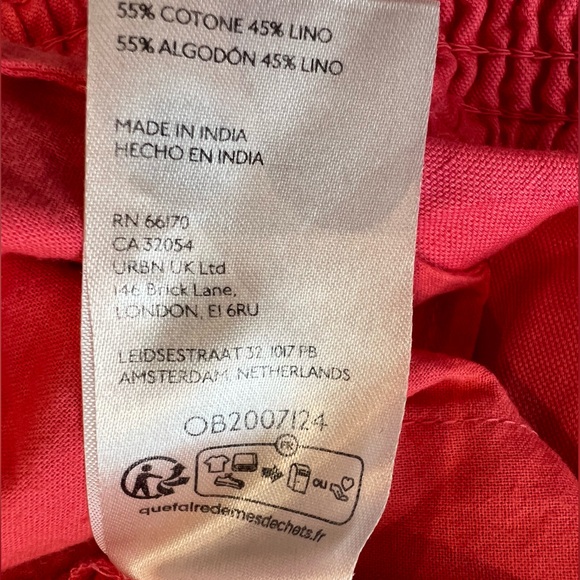 55% COTONE 45% LINO
55% ALGODÓN 45% LINO
MADE IN INDIA
HECHO EN INDIA
RN 66170
CA 32054
URBN UK Ltd
146 Brick Lane,
LONDON, E1 6RU
LEIDSESTRAAT 32 1017 PB
AMSTERDAM, NETHERLANDS
OB2007124
FR
OU
quefairedemesdechets.fr